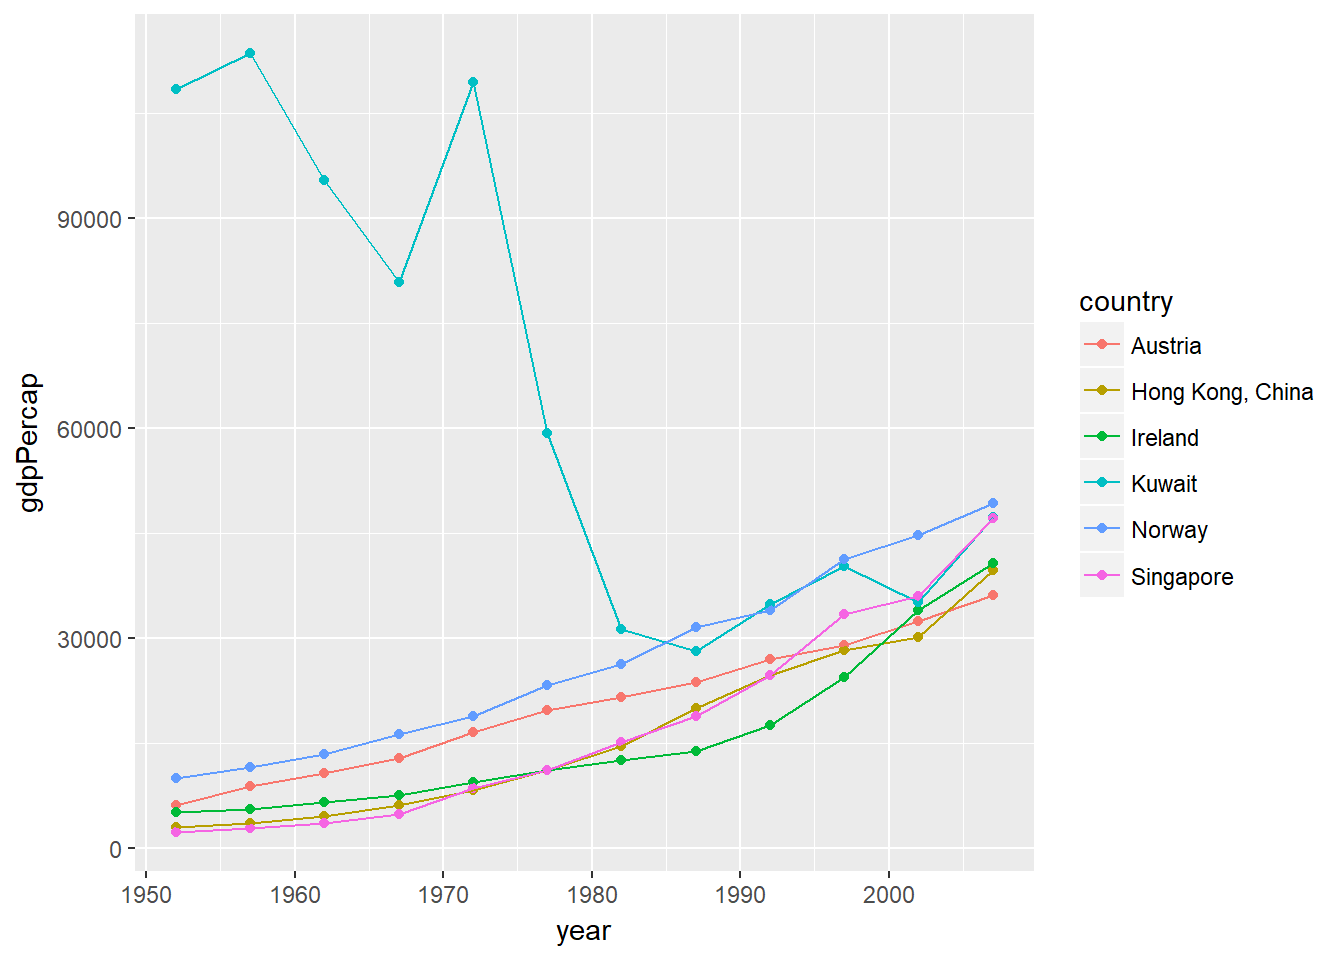 90000
60000
30000
0
gdpPercap
1950 1960 1970 1980 1990 2000
year
country
Austria
Hong Kong, China
Ireland
Kuwait
Norway
Singapore